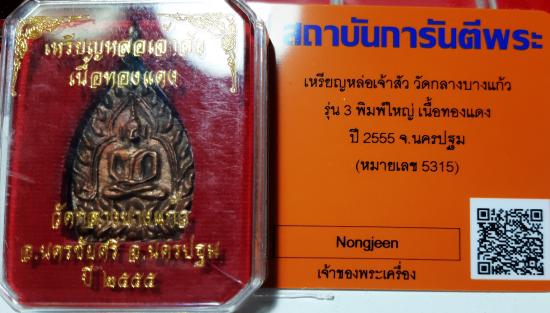 เหรียญหล่อเจ้าสัว
เนื้อทองแดง
วัดกลางบางแก้ว
อ.นครชัยศรี จ.นครปฐม
ปี ๒๕๕๕
สถาบันการันตีพระ
เหรียญหล่อเจ้าสัว วัดกลางบางแก้ว
รุ่น 3 พิมพ์ใหญ่ เนื้อทองแดง
ปี 2555 จ.นครปฐม
(หมายเลข 5315)
Nongjeen
เจ้าของพระเครื่อง